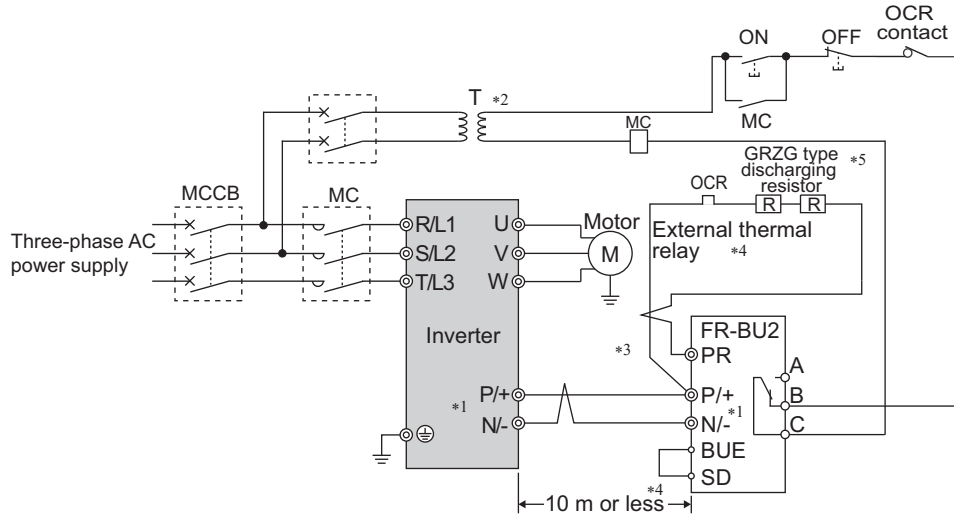 OCR
contact
ON
OFF
T *2
MC
MC
GRZG type *5
discharging
resistor
OCR
R R
MCCB
MC
External thermal
relay *4
Three-phase AC
power supply
R/L1
S/L2
T/L3
U
V
W
Motor
M
Inverter
FR-BU2
*3
PR
A
P/+
N/-
*1
P/+
N/-
*1
B
C
BUE
SD
*4
10 m or less